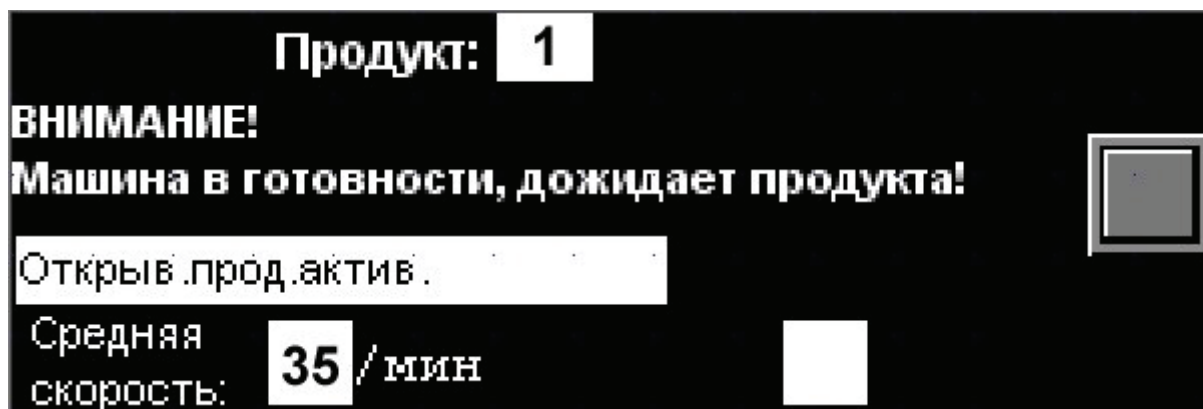 Продукт: 1
ВНИМАНИЕ!
Машина в готовности, дожидает продукта!
Открыв.прод.актив.
Средняя
скорость: 35/мин